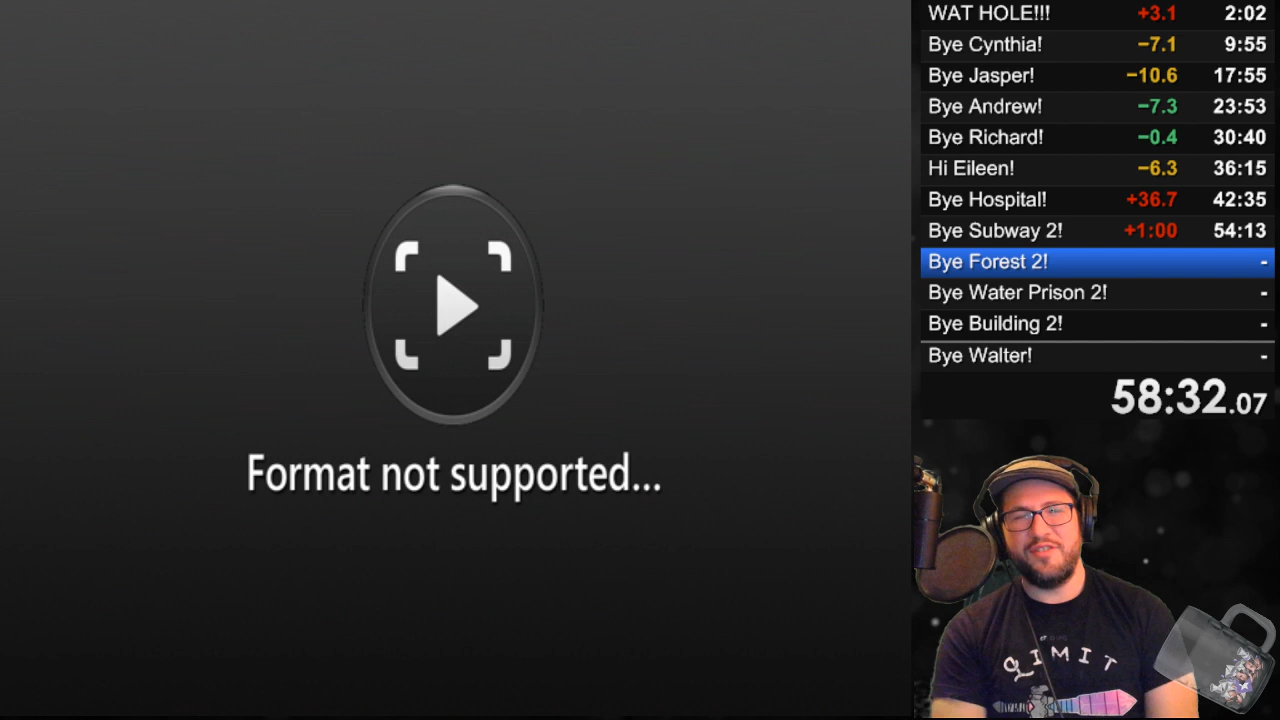 Format not supported...
WAT HOLE!!! +3.1 2:02
Bye Cynthia! −7.1 9:55
Bye Jasper! −10.6 17:55
Bye Andrew! −7.3 23:53
Bye Richard! −0.4 30:40
Hi Eileen! −6.3 36:15
Bye Hospital! +36.7 42:35
Bye Subway 2! +1:00 54:13
Bye Forest 2! -
Bye Water Prison 2! -
Bye Building 2! -
Bye Walter! -
58:32.07
LIMIT